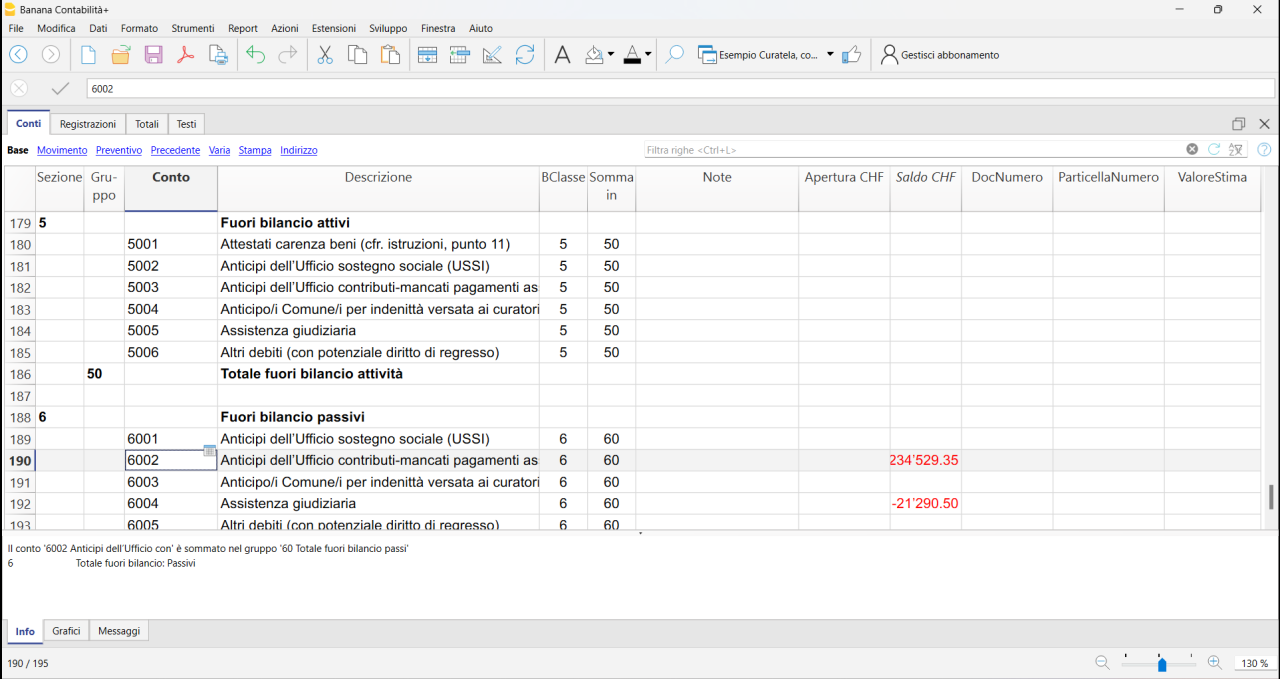 Banana Contabilità+
File Modifica Dati Formato Strumenti Report Azioni Estensioni Sviluppo Finestra Aiuto
Esempio Curatela, co... Gestisci abbonamento
6002
Conti Registrazioni Totali Testi
Base Movimento Preventivo Precedente Varia Stampa Indirizzo Filtra righe <Ctrl+L>
Sezione Gru-ppo Conto Descrizione BClasse Somma in Note Apertura CHF Saldo CHF DocNumero ParticellaNumero ValoreStima
179 5 Fuori bilancio attivi
180 5001 Attestati carenza beni (cfr. istruzioni, punto 11) 5 50
181 5002 Anticipi dell'Ufficio sostegno sociale (USSI) 5 50
182 5003 Anticipi dell'Ufficio contributi-mancati pagamenti as 5 50
183 5004 Anticipo/i Comune/i per indenittà versata ai curatori 5 50
184 5005 Assistenza giudiziaria 5 50
185 5006 Altri debiti (con potenziale diritto di regresso) 5 50
186 50 Totale fuori bilancio attività
187
188 6 Fuori bilancio passivi
189 6001 Anticipi dell'Ufficio sostegno sociale (USSI) 6 60
190 6002 Anticipi dell'Ufficio contributi-mancati pagamenti as 6 60 234'529.35
191 6003 Anticipo/i Comune/i per indenittà versata ai curatori 6 60
192 6004 Assistenza giudiziaria 6 60 -21'290.50
193 6005 Altri debiti (con potenziale diritto di regresso) 6 60
Il conto '6002 Anticipi dell'Ufficio con' è sommato nel gruppo '60 Totale fuori bilancio passi'
6 Totale fuori bilancio: Passivi
Info Grafici Messaggi
190 / 195 130 %